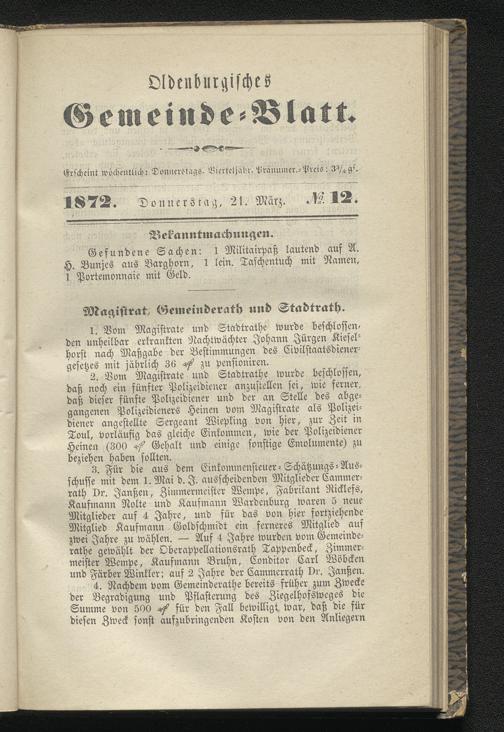 Oldenburgisches
Gemeinde-Blatt.
Erscheint wöchentlich: Donnerstags. Vierteljahr. Pränumer.-Preis: 3¾ gr.
1872. Donnerstag, 21. März. № 12.
Bekanntmachungen.
Gefundene Sachen: 1 Militairpaß lautend auf A.
H. Bunjes aus Barghorn, 1 lein. Taschentuch mit Namen,
1 Portemonnaie mit Geld.
Magistrat, Gemeinderath und Stadtrath.
1. Vom Magistrate und Stadtrathe wurde beschlossen,
den unheilbar erkrankten Nachtwächter Johann Jürgen Kiesel-
horst nach Maßgabe der Bestimmungen des Civilstaatsdiener-
gesetzes mit jährlich 36 ₰ zu pensioniren.
2. Vom Magistrate und Stadtrathe wurde beschlossen,
daß noch ein fünfter Polizeidiener anzustellen sei, wie ferner,
daß dieser fünfte Polizeidiener und der an Stelle des abge-
gangenen Polizeidieners Heinen vom Magistrate als Polizei-
diener angestellte Sergeant Wiepking von hier, zur Zeit in
Toul, vorläufig das gleiche Einkommen, wie der Polizeidiener
Heinen (300 ₰ Gehalt und einige sonstige Emolumente) zu
beziehen haben sollten.
3. Für die aus dem Einkommensteuer-Schätzungs-Aus-
schusse mit dem 1. Mai d. J. ausscheidenden Mitglieder Cammer-
rath Dr. Janßen, Zimmermeister Wempe, Fabrikant Ricklefs,
Kaufmann Nolte und Kaufmann Wardenburg waren 5 neue
Mitglieder auf 4 Jahre, und für das von hier fortziehende
Mitglied Kaufmann Goldschmidt ein ferneres Mitglied auf
zwei Jahre zu wählen. — Auf 4 Jahre wurden vom Gemeinde-
rathe gewählt der Oberappellationsrath Tappenbeck, Zimmer-
meister Wempe, Kaufmann Bruhn, Conditor Carl Wöbcken
und Färber Winkler; auf 2 Jahre der Cammerrath Dr. Janßen.
4. Nachdem vom Gemeinderathe bereits früher zum Zwecke
der Begradigung und Pflasterung des Ziegelhofsweges die
Summe von 500 ₰ für den Fall bewilligt war, daß die für
diesen Zweck sonst aufzubringenden Kosten von den Anliegern